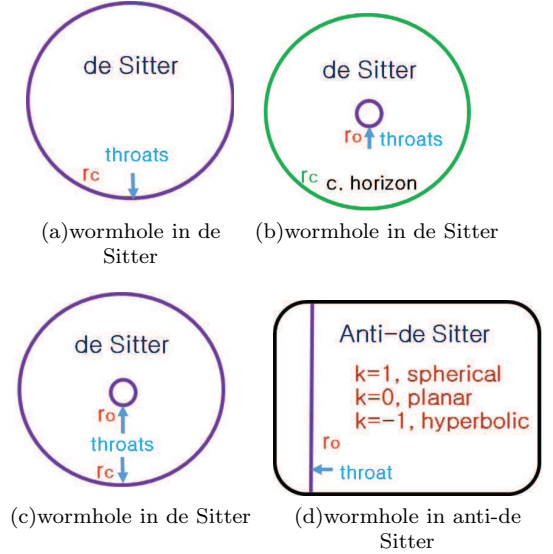 de Sitter
throats
rc
(a)wormhole in de
Sitter
de Sitter
ro throats
rc
c. horizon
(b)wormhole in de Sitter
de Sitter
ro
throats
rc
(c)wormhole in de Sitter
Anti-de Sitter
k=1, spherical
k=0, planar
k=-1, hyperbolic
ro
throat
(d)wormhole in anti-de
Sitter